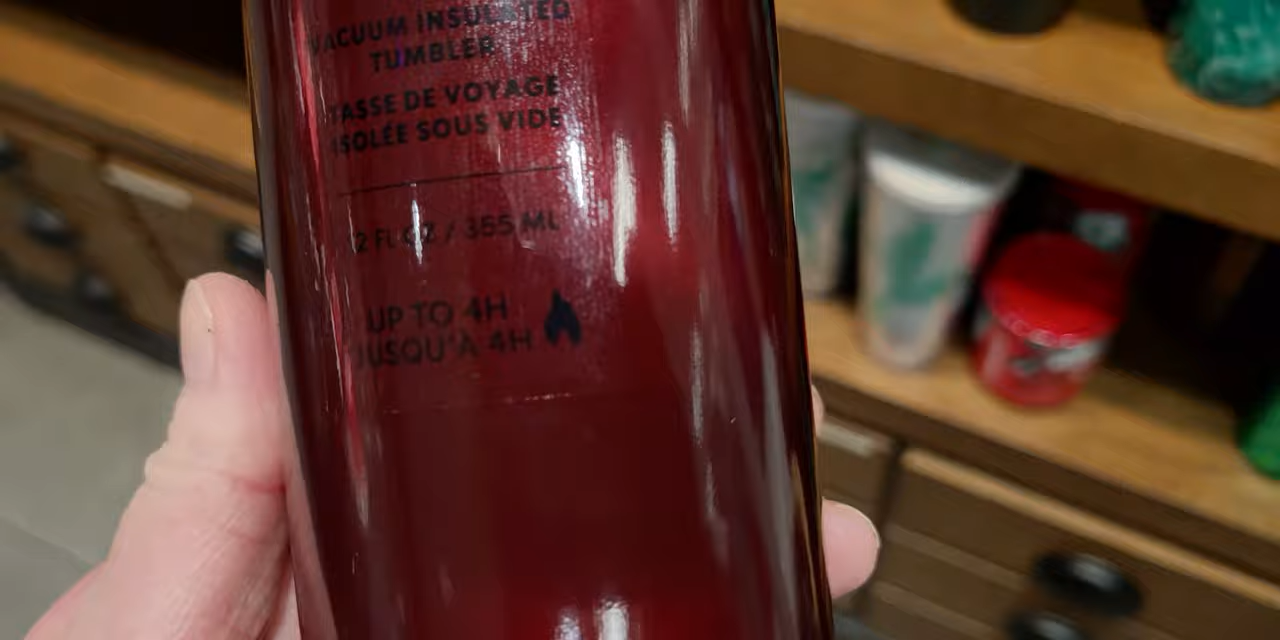 VACUUM INSULATED
TUMBLER
TASSE DE VOYAGE
ISOLÉE SOUS VIDE
12 FL OZ / 355 ML
UP TO 4H
JUSQU'À 4H